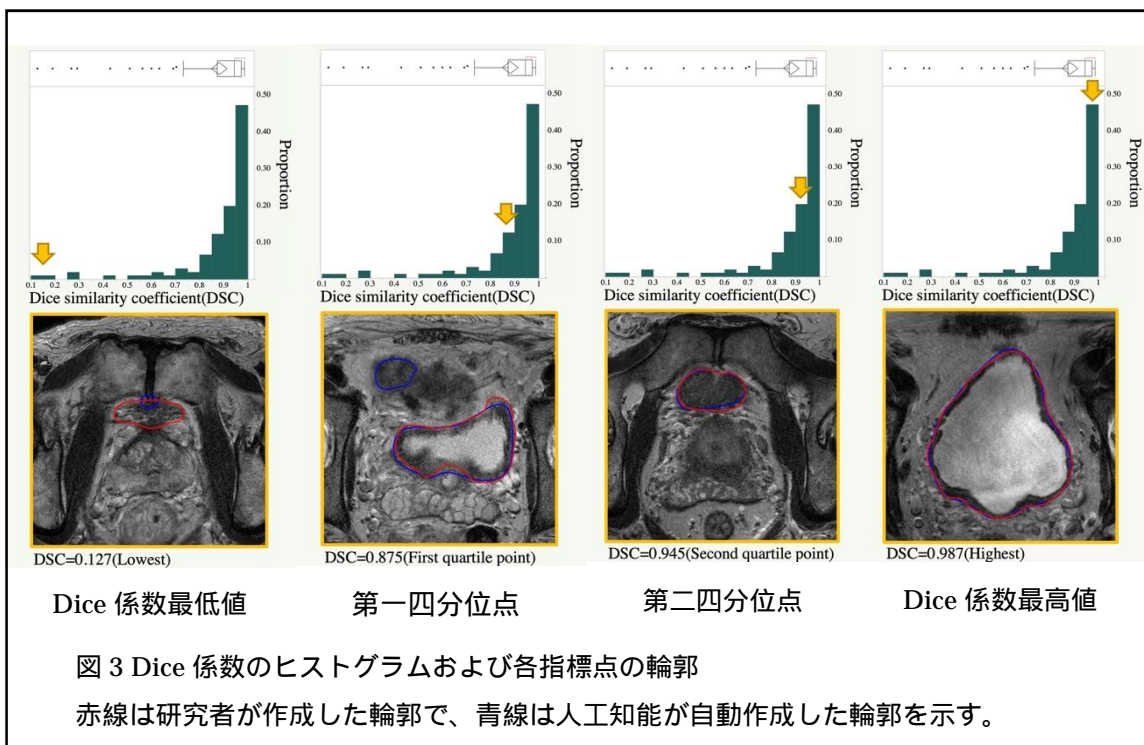 0.50
0.40
0.30
0.20
0.10
Proportion
0.1 0.2 0.3 0.4 0.5 0.6 0.7 0.8 0.9 1
Dice similarity coefficient(DSC)
DSC=0.127(Lowest)
Dice 係数最低値
0.50
0.40
0.30
0.20
0.10
Proportion
0.1 0.2 0.3 0.4 0.5 0.6 0.7 0.8 0.9 1
Dice similarity coefficient(DSC)
DSC=0.875(First quartile point)
第一四分位点
0.50
0.40
0.30
0.20
0.10
Proportion
0.1 0.2 0.3 0.4 0.5 0.6 0.7 0.8 0.9 1
Dice similarity coefficient(DSC)
DSC=0.945(Second quartile point)
第二四分位点
0.50
0.40
0.30
0.20
0.10
Proportion
0.1 0.2 0.3 0.4 0.5 0.6 0.7 0.8 0.9 1
Dice similarity coefficient(DSC)
DSC=0.987(Highest)
Dice 係数最高値
図 3 Dice 係数のヒストグラムおよび各指標点の輪郭
赤線は研究者が作成した輪郭で、青線は人工知能が自動作成した輪郭を示す。